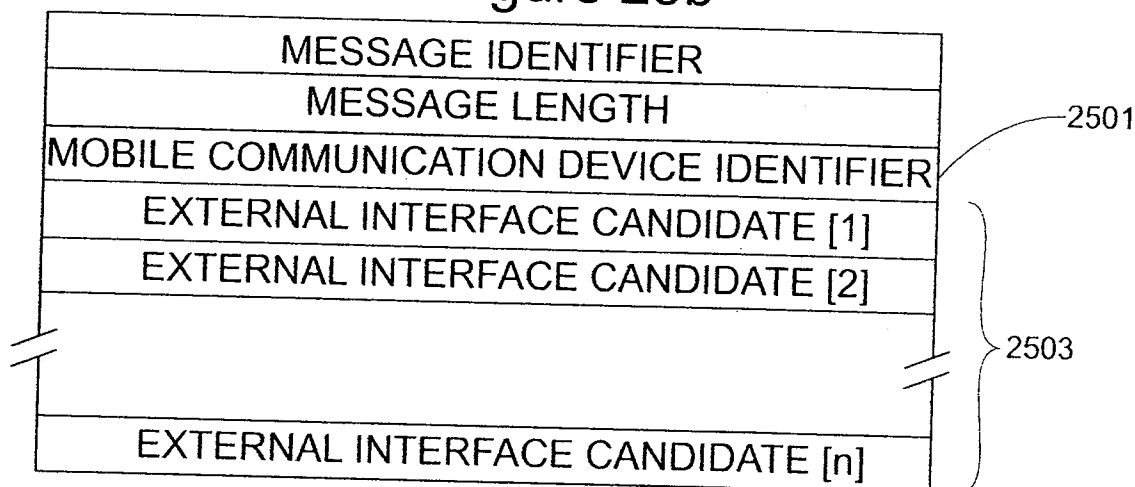 MESSAGE IDENTIFIER
MESSAGE LENGTH
2501
MOBILE COMMUNICATION DEVICE IDENTIFIER
EXTERNAL INTERFACE CANDIDATE [1]
EXTERNAL INTERFACE CANDIDATE [2]
2503
EXTERNAL INTERFACE CANDIDATE [n]